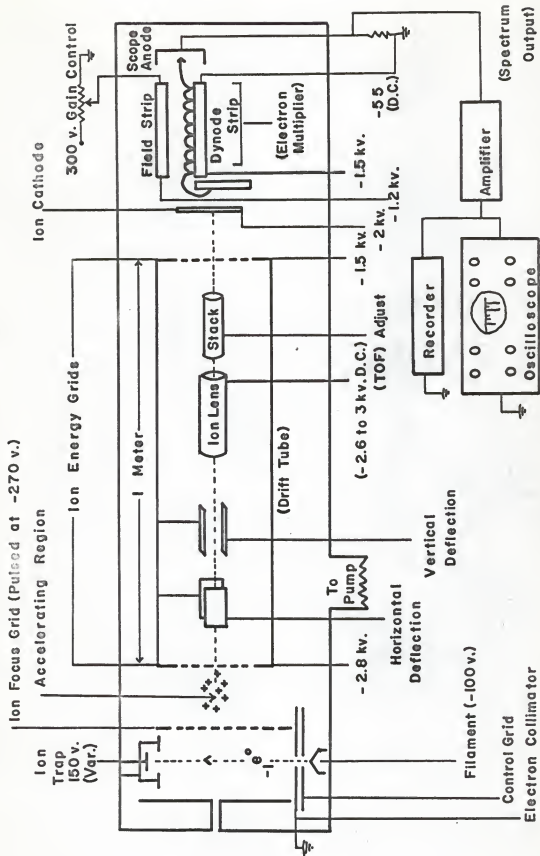 Ion Focus Grid (Pulsed at -270 v.)
Accelerating Region
Ion Energy Grids
1 Meter
Ion Cathode
300 v. Gain Control
Ion
Trap
150 v.
(Var.)
Field Strip
Scope
Anode
Dynode
Strip
(Electron
Multiplier)
Ion Lens
Stack
(Drift Tube)
-1e°
To
Pump
Filament (-100 v.)
Control Grid
Electron Collimator
-2.8 kv.
Horizontal
Deflection
Vertical
Deflection
(-2.6 to 3 kv. D.C.)
(TOF) Adjust
-1.5 kv.
-2 kv.
-1.2 kv.
-1.5 kv.
-55
(D.C.)
Recorder
Amplifier
Oscilloscope
(Spectrum
Output)